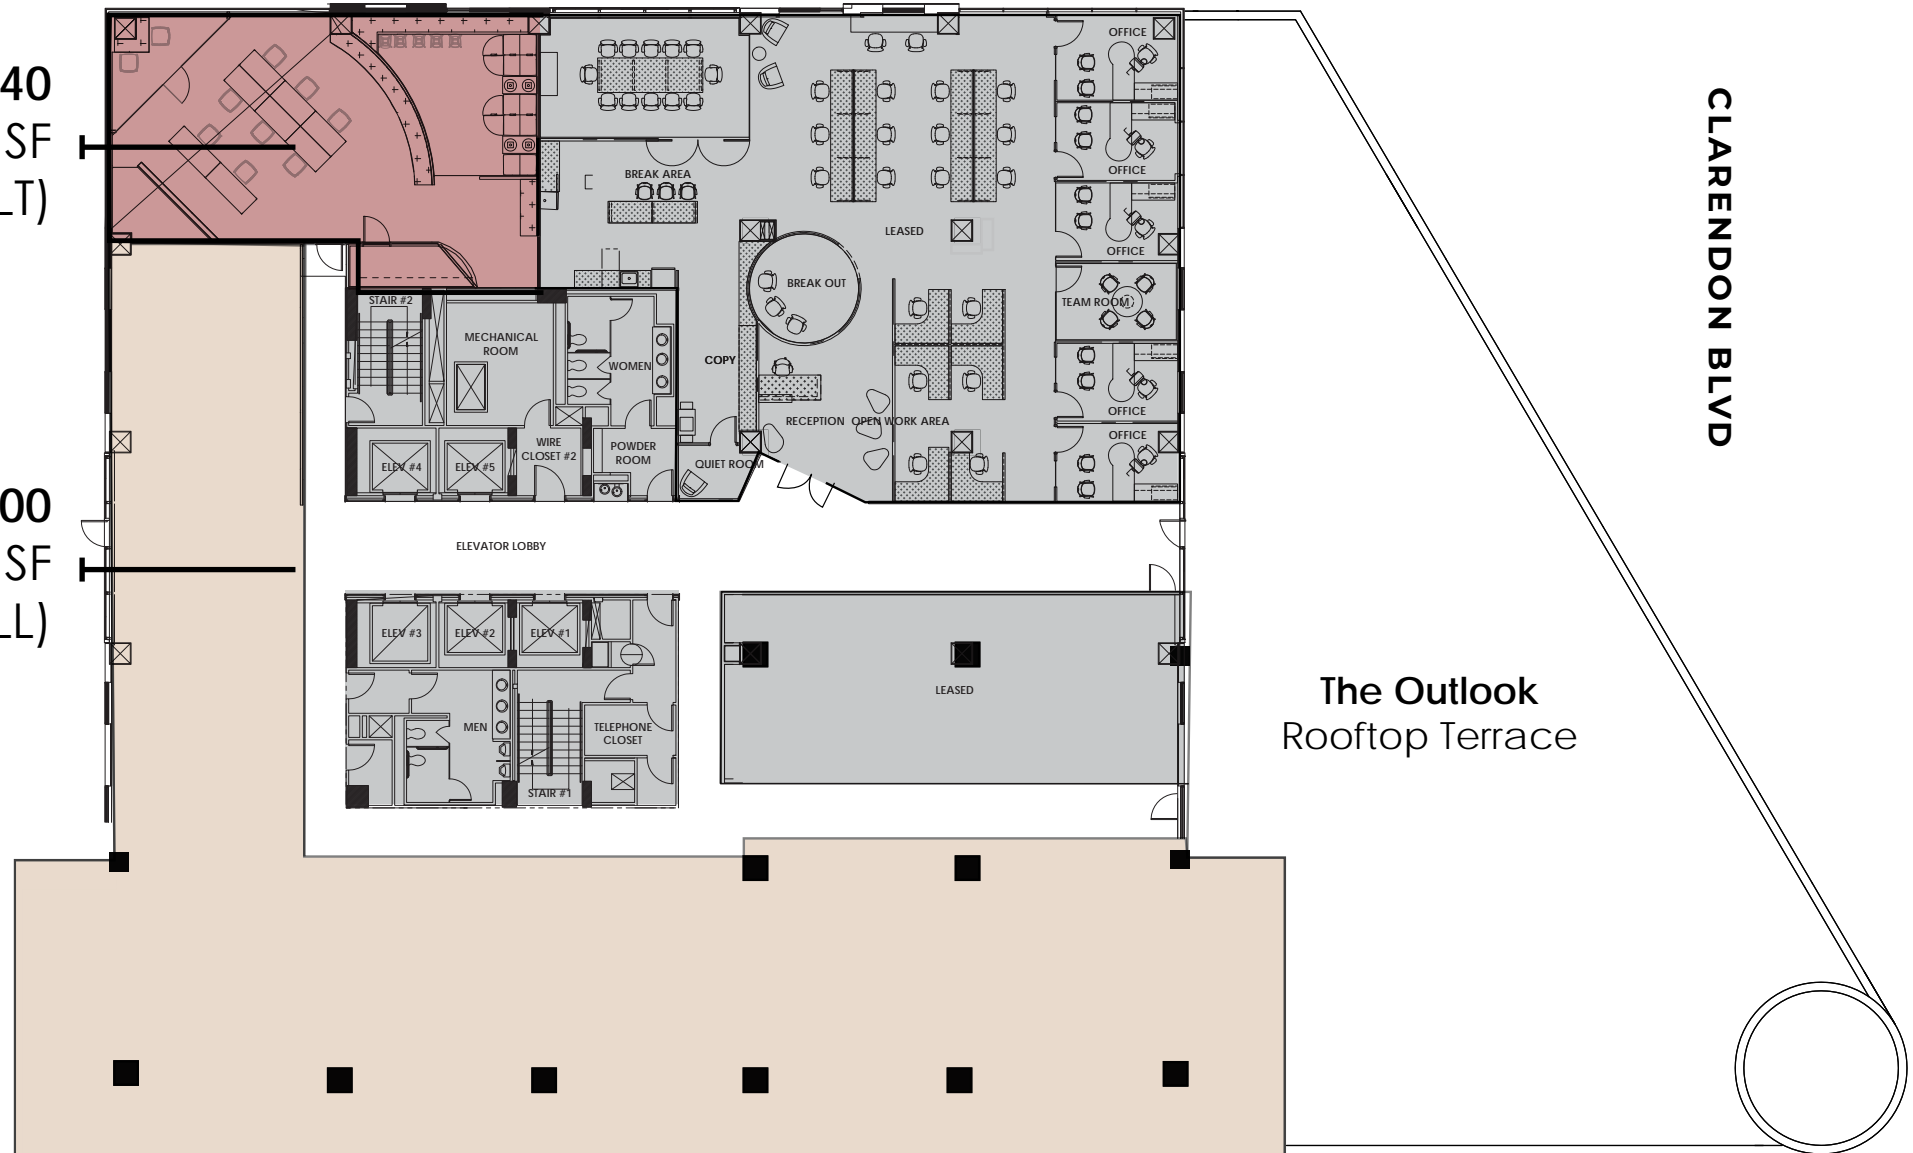 40
SF
LT)
00
SF
LL)
OFFICE
OFFICE
OFFICE
TEAM ROOM
OFFICE
OFFICE
BREAK AREA
LEASED
BREAK OUT
STAIR #2
MECHANICAL
ROOM
WOMEN
COPY
RECEPTION
OPEN WORK AREA
ELEV #4
ELEV #5
WIRE
CLOSET #2
POWDER
ROOM
QUIET ROOM
ELEVATOR LOBBY
ELEV #3
ELEV #2
ELEV #1
MEN
TELEPHONE
CLOSET
STAIR #1
LEASED
The Outlook
Rooftop Terrace
CLARENDON BLVD